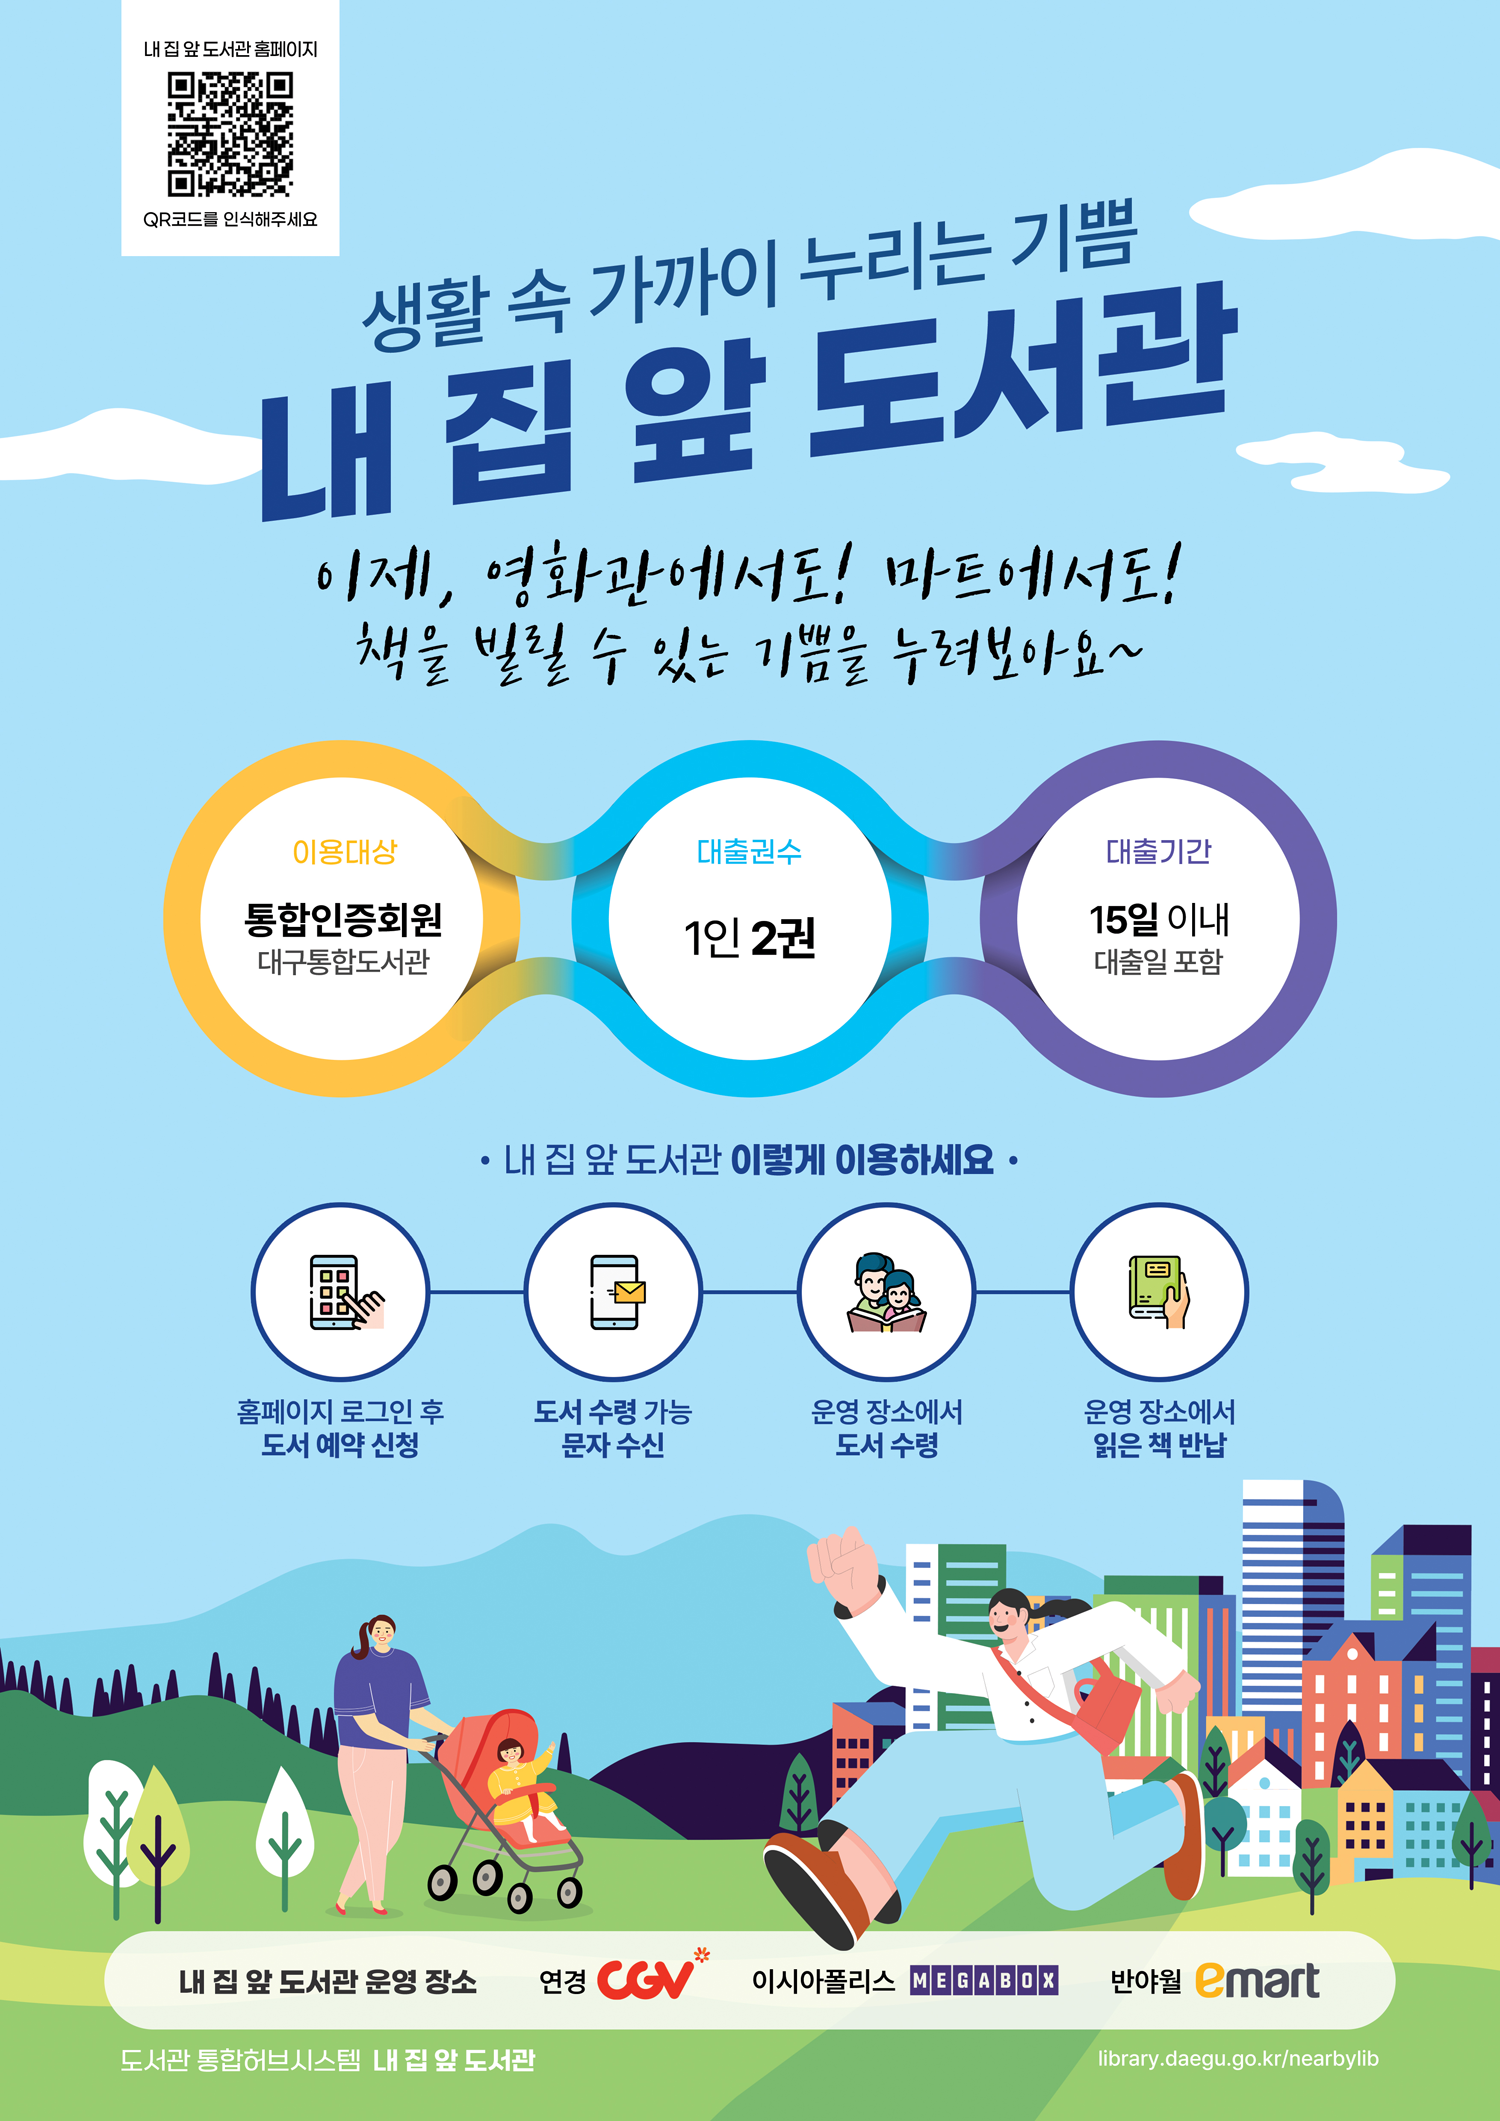 내 집 앞 도서관 홈페이지
QR코드를 인식해주세요
생활 속 가까이 누리는 기쁨
내 집 앞 도서관
이제, 영화관에서도! 마트에서도!
책을 빌릴 수 있는 기쁨을 누려보아요~
이용대상
통합인증회원
대구통합도서관
대출권수
1인 2권
대출기간
15일 이내
대출일 포함
• 내 집 앞 도서관 이렇게 이용하세요 •
홈페이지 로그인 후
도서 예약 신청
도서 수령 가능
문자 수신
운영 장소에서
도서 수령
운영 장소에서
읽은 책 반납
내 집 앞 도서관 운영 장소
연경 CGV
이시아폴리스 MEGABOX
반야월 emart
도서관 통합허브시스템 내 집 앞 도서관
library.daegu.go.kr/nearbylib